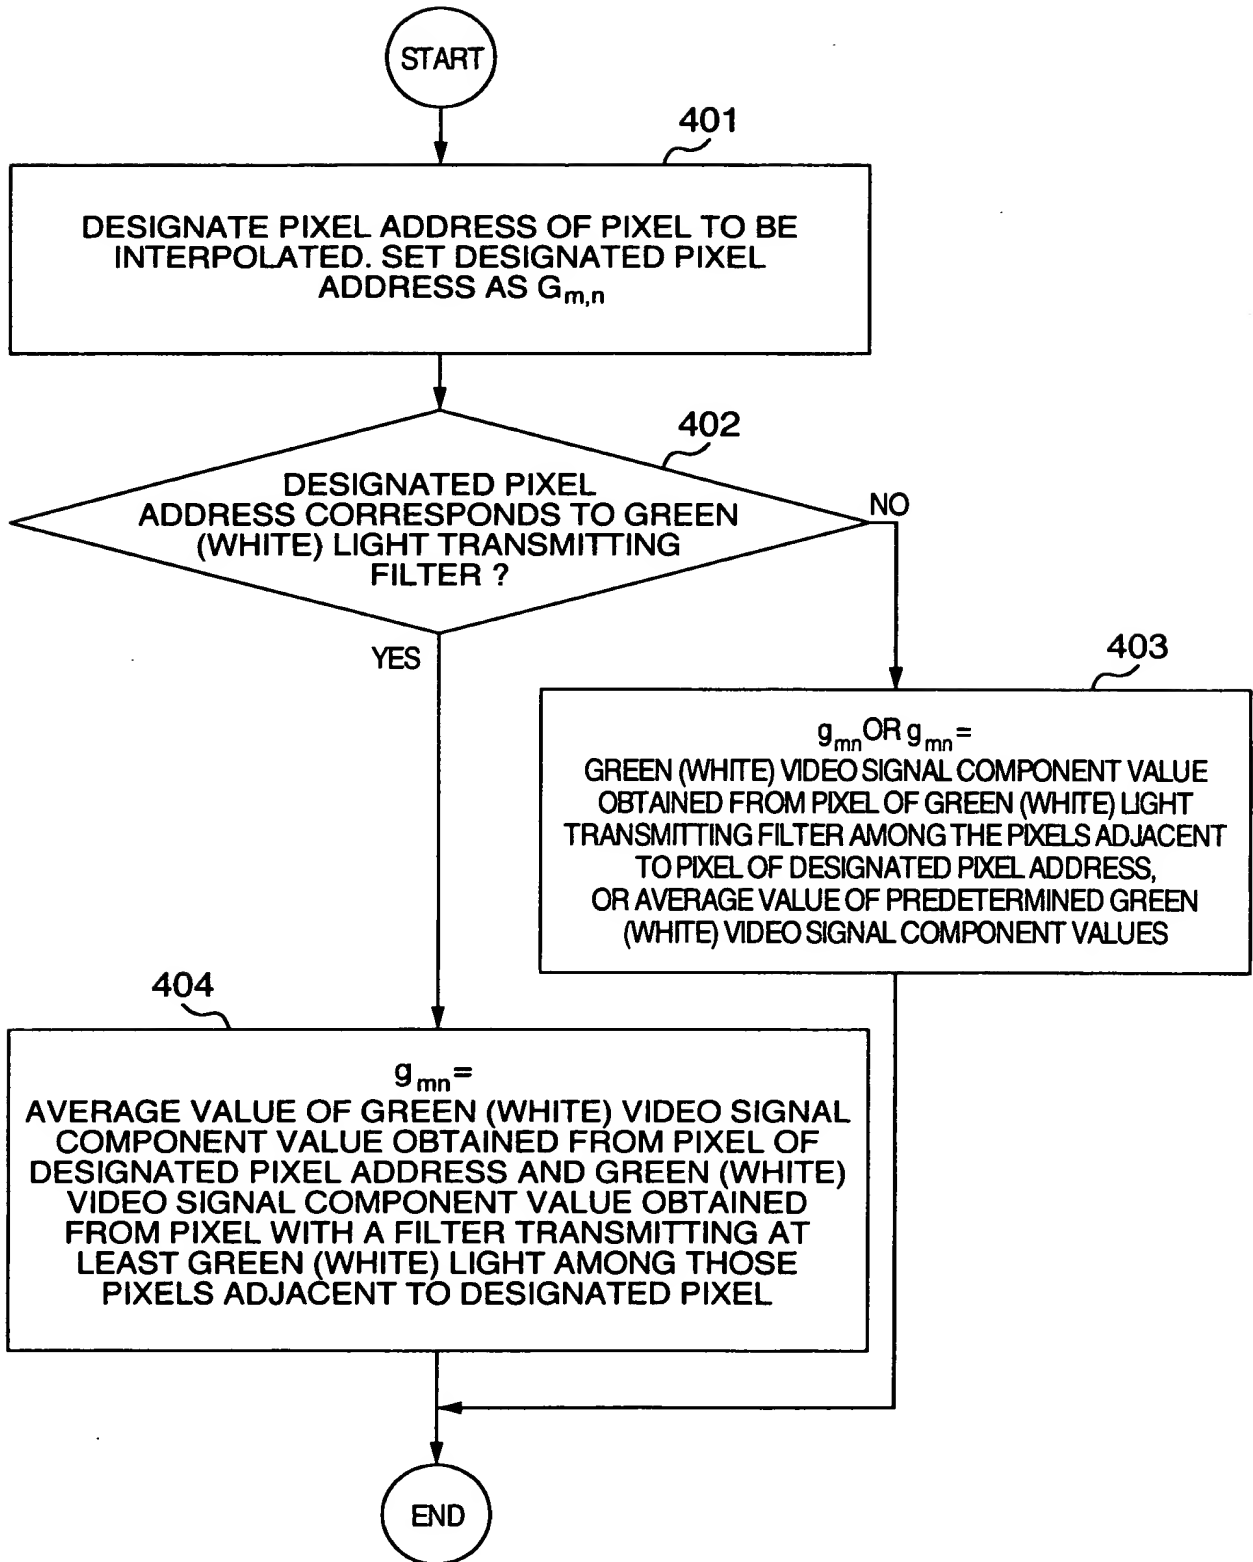 START
401
DESIGNATE PIXEL ADDRESS OF PIXEL TO BE
INTERPOLATED. SET DESIGNATED PIXEL
ADDRESS AS Gm,n
402
DESIGNATED PIXEL
ADDRESS CORRESPONDS TO GREEN
(WHITE) LIGHT TRANSMITTING
FILTER ?
NO
YES
403
gmn OR gmn=
GREEN (WHITE) VIDEO SIGNAL COMPONENT VALUE
OBTAINED FROM PIXEL OF GREEN (WHITE) LIGHT
TRANSMITTING FILTER AMONG THE PIXELS ADJACENT
TO PIXEL OF DESIGNATED PIXEL ADDRESS,
OR AVERAGE VALUE OF PREDETERMINED GREEN
(WHITE) VIDEO SIGNAL COMPONENT VALUES
404
gmn=
AVERAGE VALUE OF GREEN (WHITE) VIDEO SIGNAL
COMPONENT VALUE OBTAINED FROM PIXEL OF
DESIGNATED PIXEL ADDRESS AND GREEN (WHITE)
VIDEO SIGNAL COMPONENT VALUE OBTAINED
FROM PIXEL WITH A FILTER TRANSMITTING AT
LEAST GREEN (WHITE) LIGHT AMONG THOSE
PIXELS ADJACENT TO DESIGNATED PIXEL
END